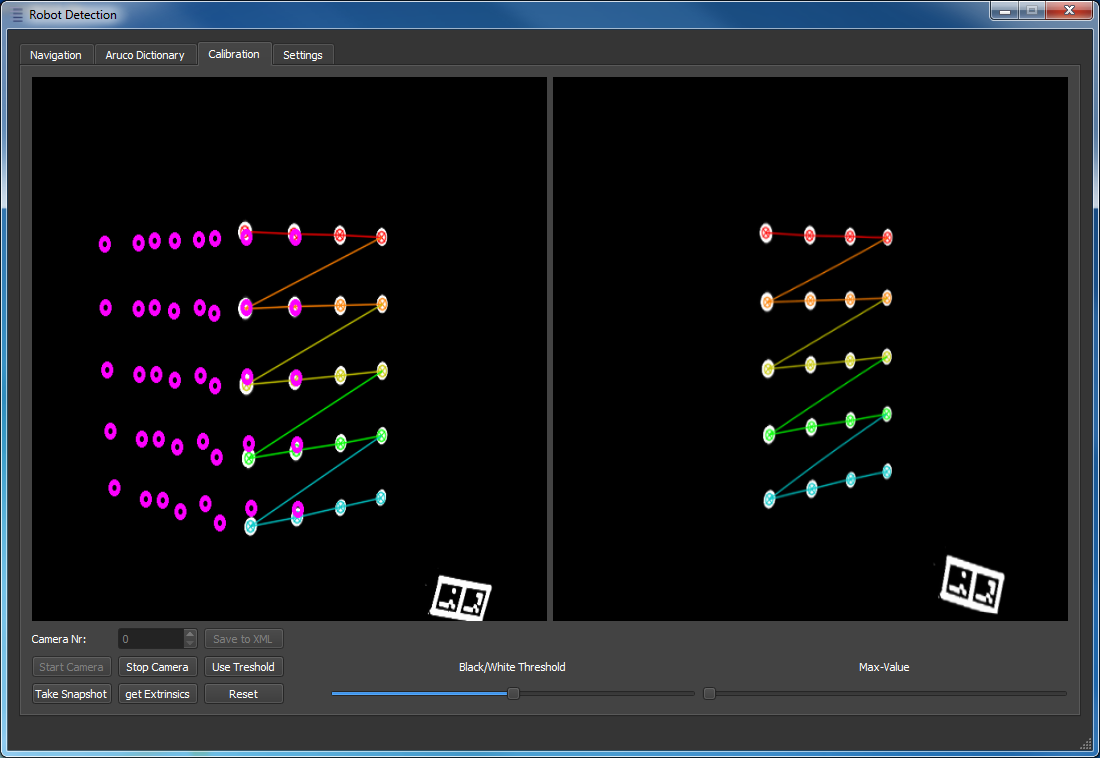 Robot Detection
Navigation Aruco Dictionary Calibration Settings
Camera Nr: 0 Save to XML
Start Camera Stop Camera Use Treshold Black/White Threshold Max-Value
Take Snapshot get Extrinsics Reset